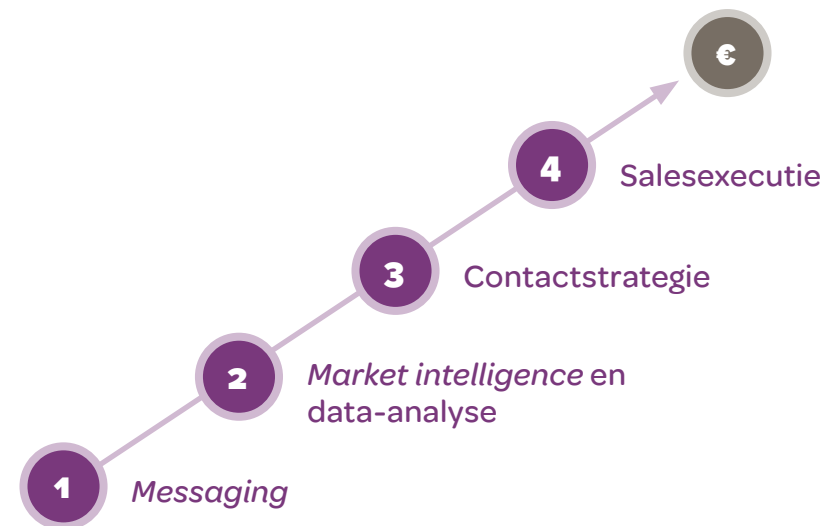 €
4
Salesexecutie
3
Contactstrategie
2
Market intelligence en
data-analyse
1
Messaging